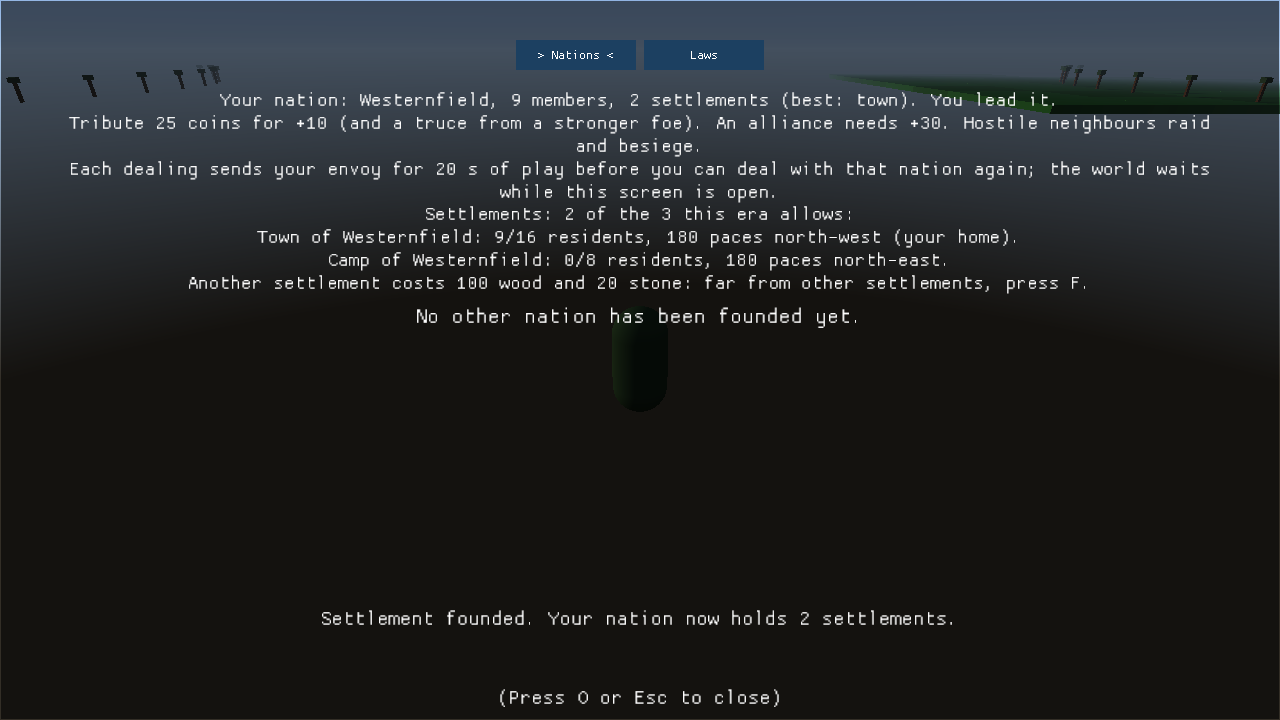 > Nations <
Laws
Your nation: Westernfield, 9 members, 2 settlements (best: town). You lead it.
Tribute 25 coins for +10 (and a truce from a stronger foe). An alliance needs +30. Hostile neighbours raid
and besiege.
Each dealing sends your envoy for 20 s of play before you can deal with that nation again; the world waits
while this screen is open.
Settlements: 2 of the 3 this era allows:
Town of Westernfield: 9/16 residents, 180 paces north-west (your home).
Camp of Westernfield: 0/8 residents, 180 paces north-east.
Another settlement costs 100 wood and 20 stone: far from other settlements, press F.
No other nation has been founded yet.
Settlement founded. Your nation now holds 2 settlements.
(Press O or Esc to close)